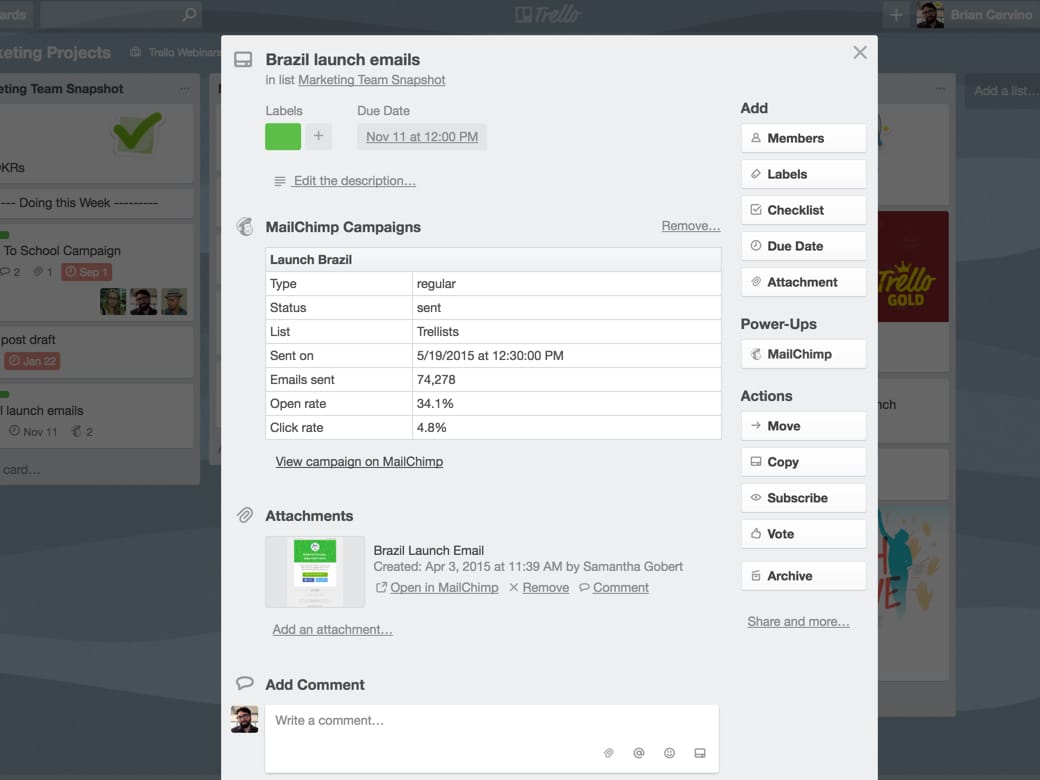 ards
Trello
Brian Cervino
keting Projects
Trello Webinars
eting Team Snapshot
...
Add a list...
OKRs
---- Doing this Week ---------
To School Campaign
2
1
Sep 1
post draft
Jan 22
l launch emails
Nov 11
2
card...
Trello
GOLD
nch
Brazil launch emails
in list Marketing Team Snapshot
Labels
Due Date
+
Nov 11 at 12:00 PM
Edit the description...
MailChimp Campaigns
Remove...
Launch Brazil
Type regular
Status sent
List Trellists
Sent on 5/19/2015 at 12:30:00 PM
Emails sent 74,278
Open rate 34.1%
Click rate 4.8%
View campaign on MailChimp
Attachments
Brazil Launch Email
Created: Apr 3, 2015 at 11:39 AM by Samantha Gobert
Open in MailChimp Remove Comment
Add an attachment...
Add Comment
Write a comment...
@
Add
Members
Labels
Checklist
Due Date
Attachment
Power-Ups
MailChimp
Actions
Move
Copy
Subscribe
Vote
Archive
Share and more...